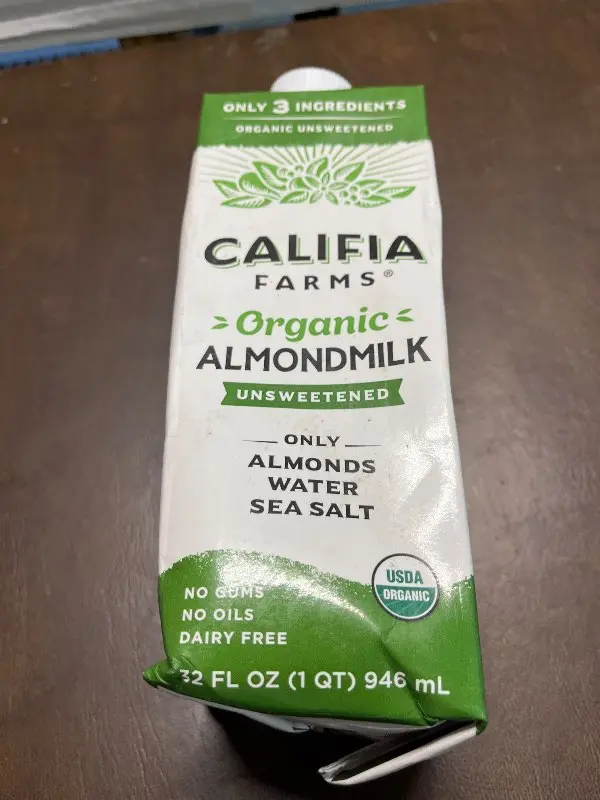 ONLY 3 INGREDIENTS
ORGANIC UNSWEETENED
CALIFIA
FARMS®
Organic
ALMONDMILK
UNSWEETENED
ONLY
ALMONDS
WATER
SEA SALT
USDA
ORGANIC
NO GUMS
NO OILS
DAIRY FREE
32 FL OZ (1 QT) 946 mL